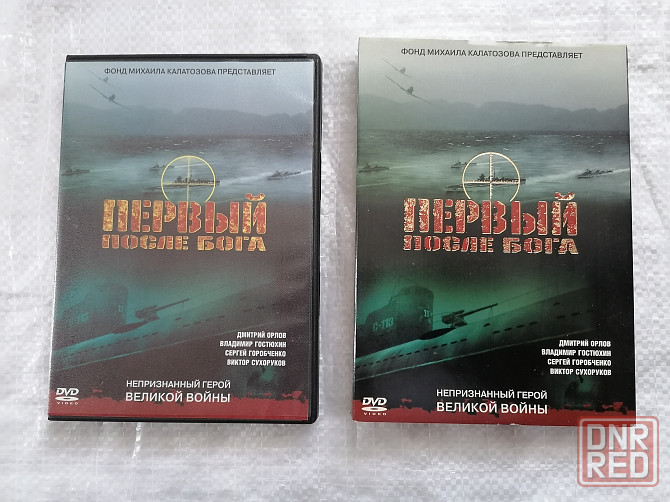 ФОНД МИХАИЛА КАЛАТОЗОВА ПРЕДСТАВЛЯЕТ
ПЕРВЫЙ
ПОСЛЕ БОГА
ДМИТРИЙ ОРЛОВ
ВЛАДИМИР ГОСТЮХИН
СЕРГЕЙ ГОРОБЧЕНКО
ВИКТОР СУХОРУКОВ
НЕПРИЗНАННЫЙ ГЕРОЙ
ВЕЛИКОЙ ВОЙНЫ
DVD
VIDEO
ФОНД МИХАИЛА КАЛАТОЗОВА ПРЕДСТАВЛЯЕТ
ПЕРВЫЙ
ПОСЛЕ БОГА
С-113
ДМИТРИЙ ОРЛОВ
ВЛАДИМИР ГОСТЮХИН
СЕРГЕЙ ГОРОБЧЕНКО
ВИКТОР СУХОРУКОВ
НЕПРИЗНАННЫЙ ГЕРОЙ
ВЕЛИКОЙ ВОЙНЫ
DVD
VIDEO
DNR
RED